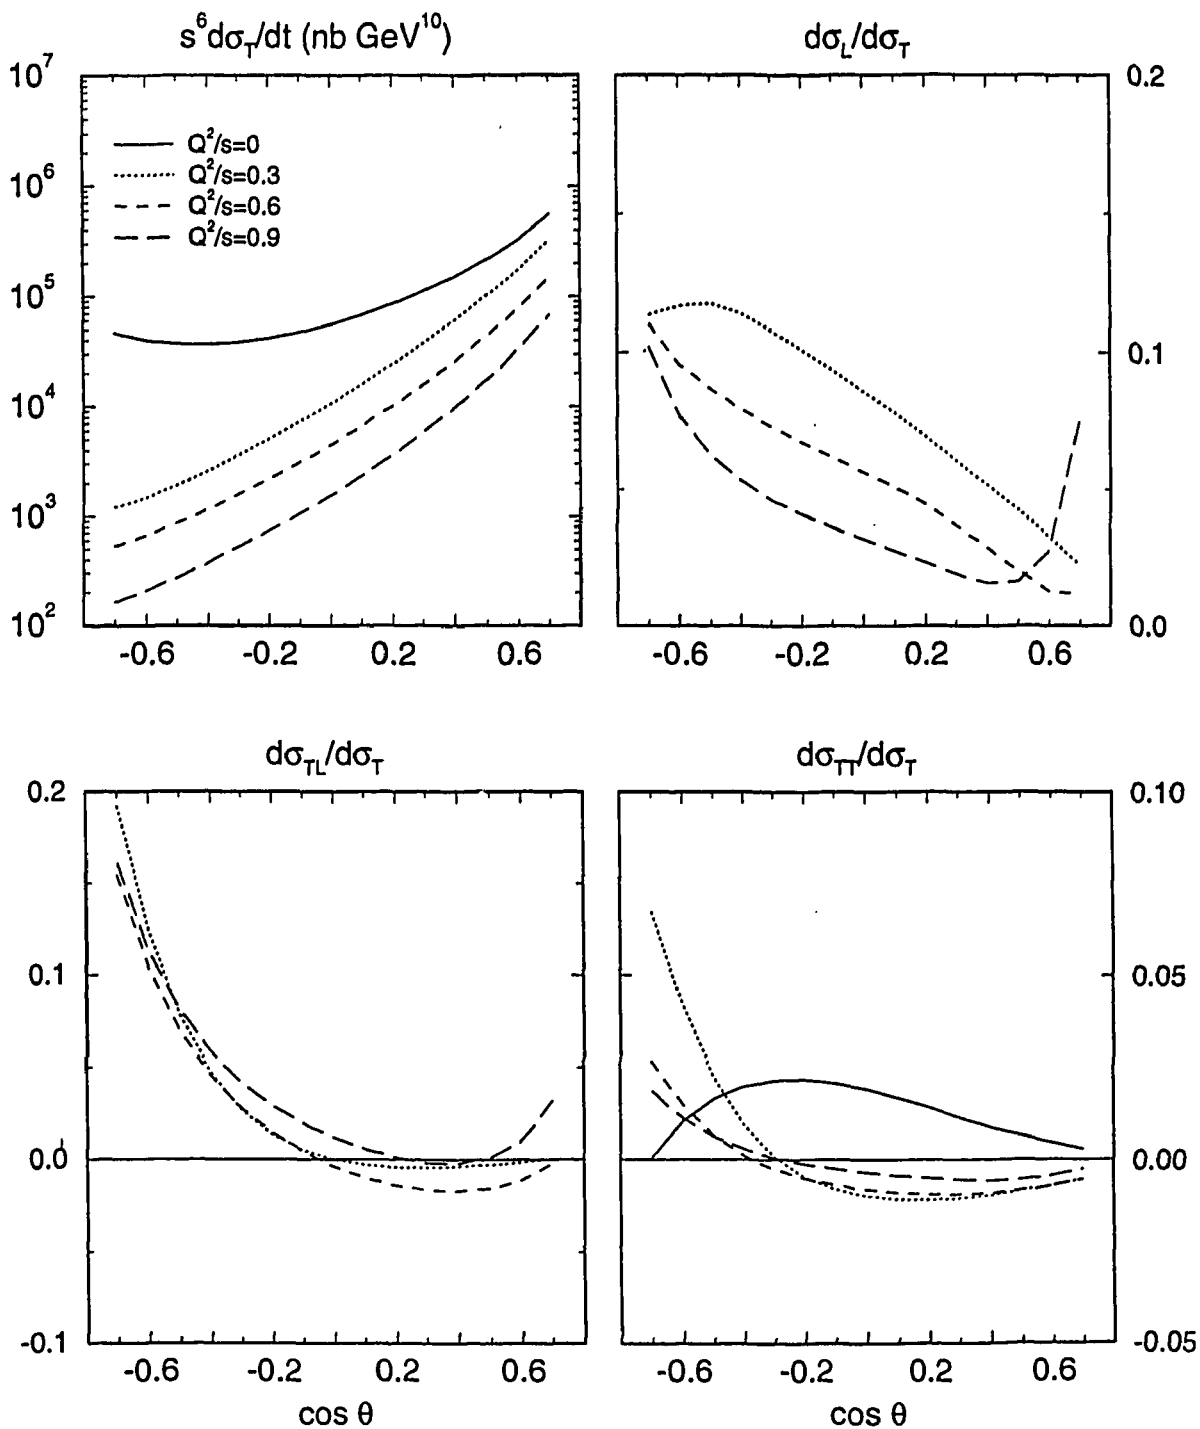 s⁶dσ_T/dt (nb GeV¹⁰)
dσ_L/dσ_T
10⁷
10⁶
10⁵
10⁴
10³
10²
Q²/s=0
Q²/s=0.3
Q²/s=0.6
Q²/s=0.9
0.2
0.1
0.0
-0.6 -0.2 0.2 0.6
-0.6 -0.2 0.2 0.6
dσ_TL/dσ_T
dσ_TT/dσ_T
0.2
0.1
0.0
-0.1
0.10
0.05
0.00
-0.05
-0.6 -0.2 0.2 0.6
-0.6 -0.2 0.2 0.6
cos θ
cos θ